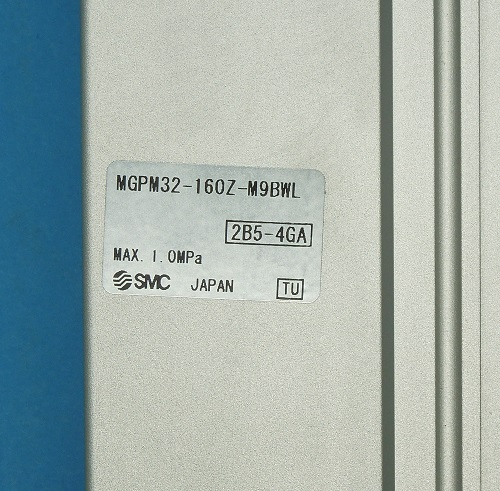 MGPM32-160Z-M9BWL
2B5-4GA
MAX. 1.0MPa
SMC JAPAN TU